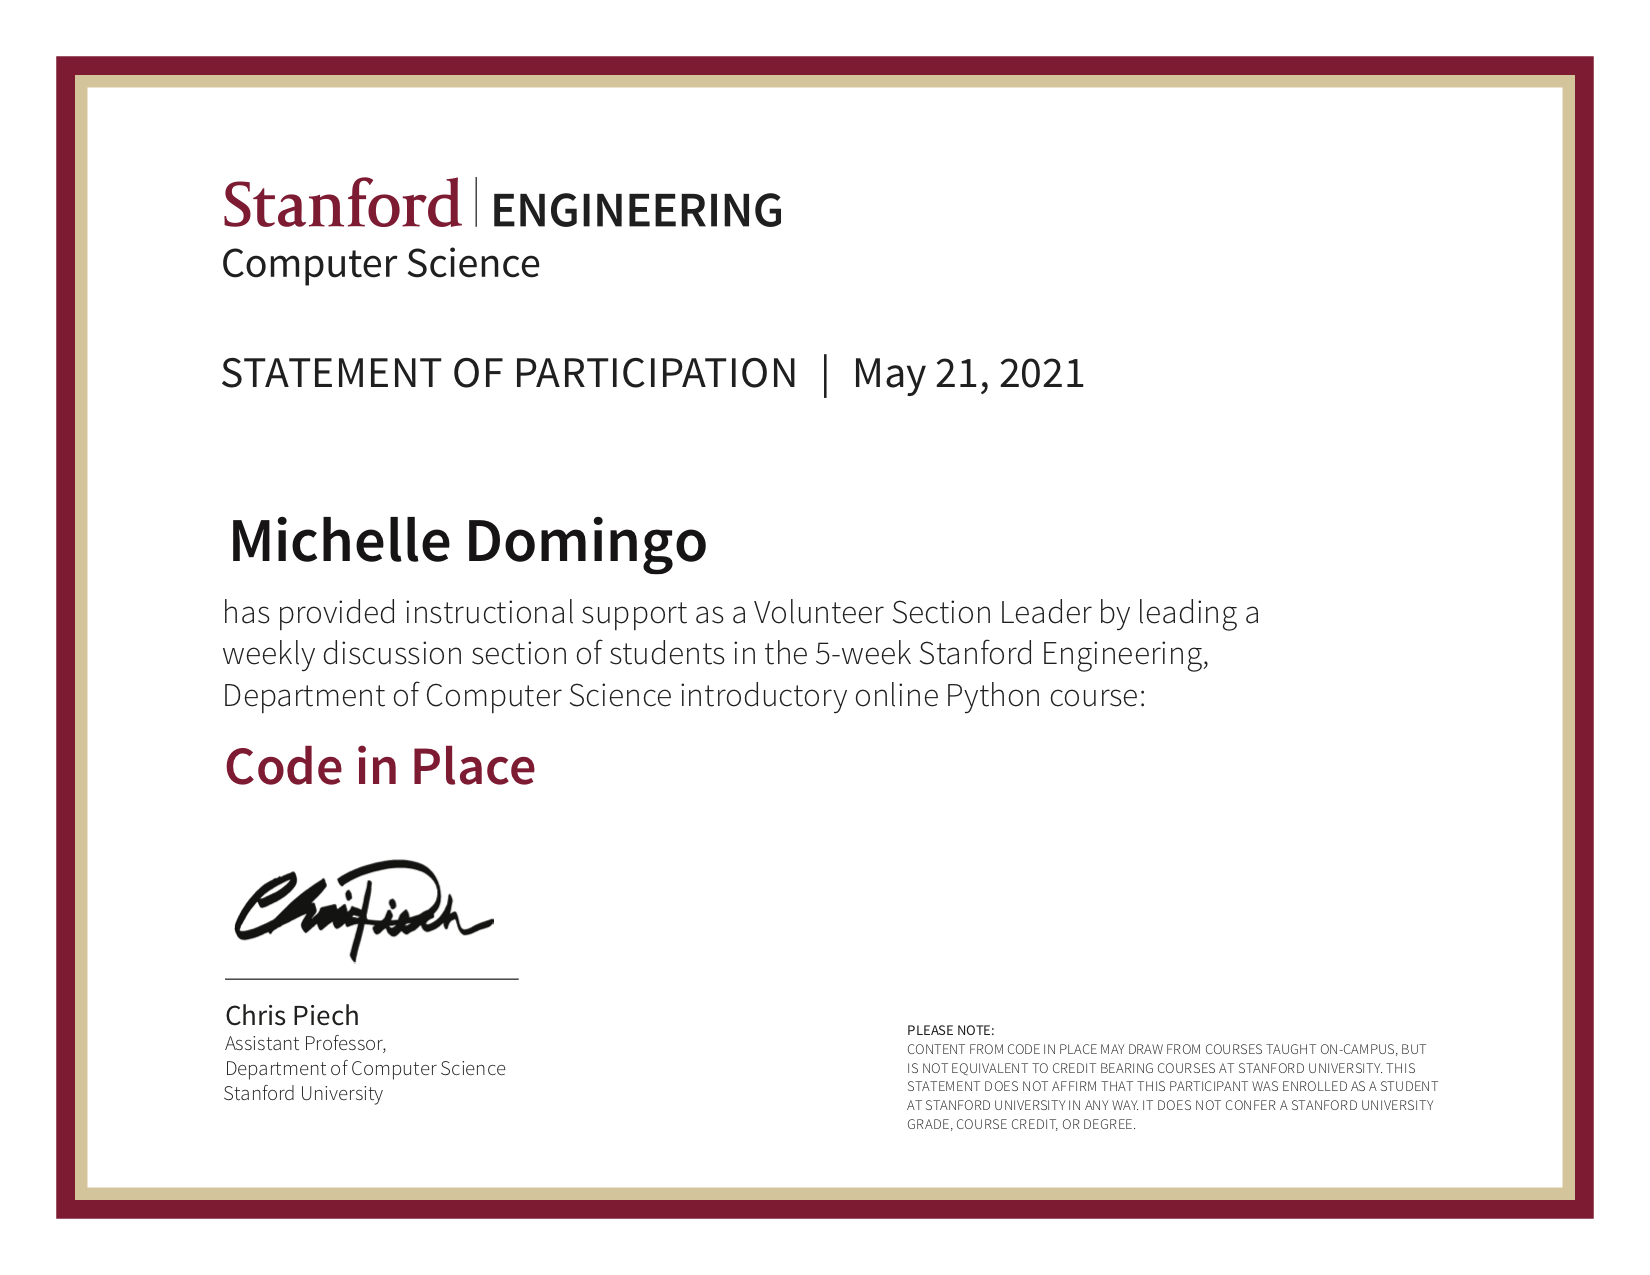 Stanford | ENGINEERING
Computer Science
STATEMENT OF PARTICIPATION | May 21, 2021
Michelle Domingo
has provided instructional support as a Volunteer Section Leader by leading a
weekly discussion section of students in the 5-week Stanford Engineering,
Department of Computer Science introductory online Python course:
Code in Place
Chris Piech
Chris Piech
Assistant Professor,
Department of Computer Science
Stanford University
PLEASE NOTE:
CONTENT FROM CODE IN PLACE MAY DRAW FROM COURSES TAUGHT ON-CAMPUS, BUT
IS NOT EQUIVALENT TO CREDIT BEARING COURSES AT STANFORD UNIVERSITY. THIS
STATEMENT DOES NOT AFFIRM THAT THIS PARTICIPANT WAS ENROLLED AS A STUDENT
AT STANFORD UNIVERSITY IN ANY WAY. IT DOES NOT CONFER A STANFORD UNIVERSITY
GRADE, COURSE CREDIT, OR DEGREE.